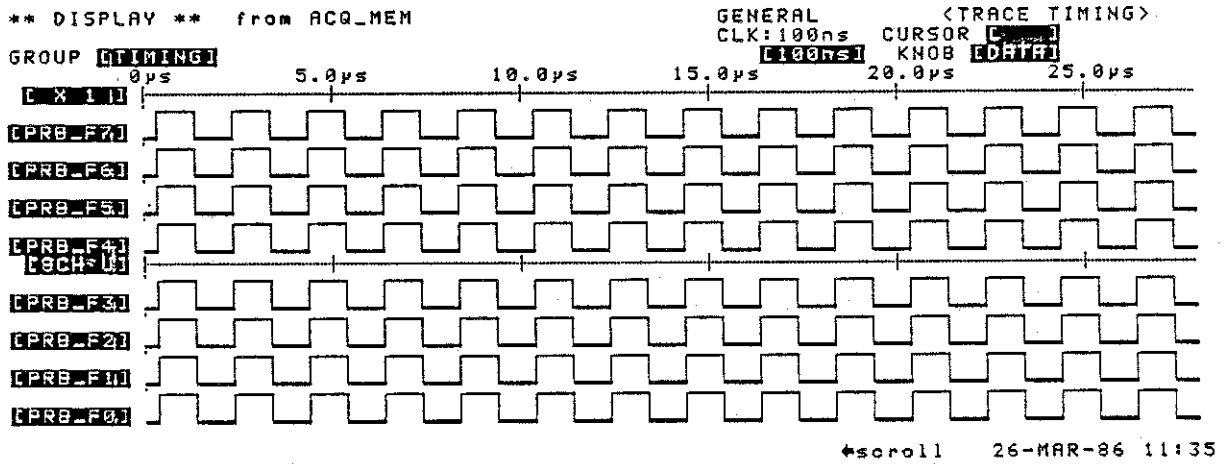 ** DISPLAY ** from ACQ_MEM GENERAL <TRACE TIMING>
CLK:100ns CURSOR [ ]
GROUP [TIMING] [100ns] KNOB [DATA]
0µs 5.0µs 10.0µs 15.0µs 20.0µs 25.0µs
[ X 1 ]
[PRB_F7]
[PRB_F6]
[PRB_F5]
[PRB_F4]
[PRB_F3]
[PRB_F2]
[PRB_F1]
[PRB_F0]
scroll 26-MAR-86 11:35